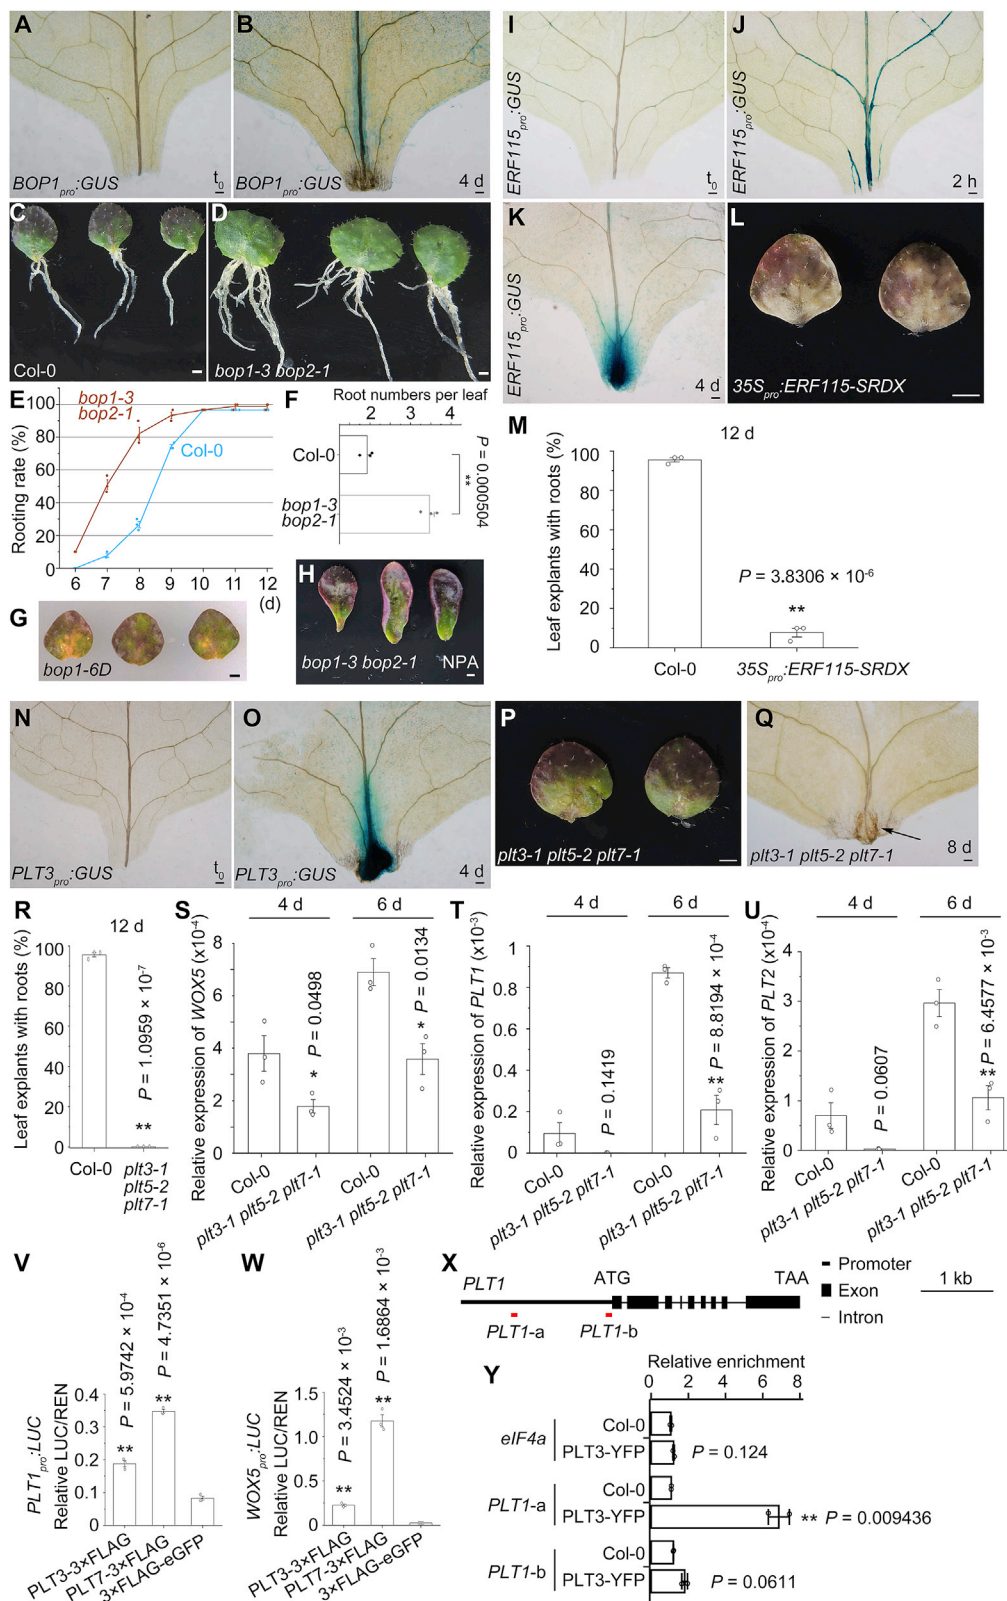 A
BOP1pro:GUS
t0
B
BOP1pro:GUS
4 d
I
ERF115pro:GUS
t0
J
ERF115pro:GUS
2 h
C
Col-0
D
bop1-3 bop2-1
K
ERF115pro:GUS
4 d
L
35Spro:ERF115-SRDX
E
Rooting rate (%)
100
80
60
40
20
0
bop1-3
bop2-1
Col-0
6 7 8 9 10 11 12
(d)
F
Root numbers per leaf
2 3 4
Col-0
bop1-3
bop2-1
**
P = 0.000504
G
bop1-6D
H
bop1-3 bop2-1
NPA
M
12 d
Leaf explants with roots (%)
100
80
60
40
20
0
P = 3.8306 × 10-6
**
Col-0
35Spro:ERF115-SRDX
N
PLT3pro:GUS
t0
O
PLT3pro:GUS
4 d
P
plt3-1 plt5-2 plt7-1
Q
plt3-1 plt5-2 plt7-1
8 d
R
12 d
Leaf explants with roots (%)
100
80
60
40
20
0
P = 1.0959 × 10-7
**
Col-0
plt3-1
plt5-2
plt7-1
S
4 d
6 d
Relative expression of WOX5 (x10-4)
8
6
4
2
0
P = 0.0498
*
P = 0.0134
*
Col-0
plt3-1 plt5-2 plt7-1
Col-0
plt3-1 plt5-2 plt7-1
T
4 d
6 d
Relative expression of PLT1 (x10-3)
1
0.8
0.6
0.4
0.2
0
P = 0.1419
P = 8.8194 × 10-4
**
Col-0
plt3-1 plt5-2 plt7-1
Col-0
plt3-1 plt5-2 plt7-1
U
4 d
6 d
Relative expression of PLT2 (x10-4)
4
3
2
1
0
P = 0.0607
P = 6.4577 × 10-3
**
Col-0
plt3-1 plt5-2 plt7-1
Col-0
plt3-1 plt5-2 plt7-1
V
PLT1pro:LUC
Relative LUC/REN
0.4
0.3
0.2
0.1
0
P = 5.9742 × 10-4
**
P = 4.7351 × 10-6
**
PLT3-3×FLAG
PLT7-3×FLAG
3×FLAG-eGFP
W
WOX5pro:LUC
Relative LUC/REN
1.5
1.0
0.5
0
P = 3.4524 × 10-3
**
P = 1.6864 × 10-3
**
PLT3-3×FLAG
PLT7-3×FLAG
3×FLAG-eGFP
X
PLT1
ATG
TAA
PLT1-a
PLT1-b
Promoter
Exon
Intron
1 kb
Y
Relative enrichment
0 2 4 6 8
eIF4a
Col-0
PLT3-YFP
P = 0.124
PLT1-a
Col-0
PLT3-YFP
** P = 0.009436
PLT1-b
Col-0
PLT3-YFP
P = 0.0611